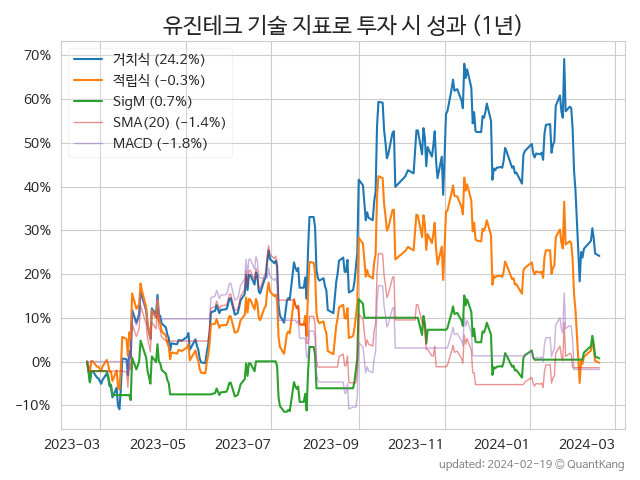 유진테크 기술 지표로 투자 시 성과 (1년)
70%
60%
50%
40%
30%
20%
10%
0%
−10%
거치식 (24.2%)
적립식 (−0.3%)
SigM (0.7%)
SMA(20) (−1.4%)
MACD (−1.8%)
2023-03 2023-05 2023-07 2023-09 2023-11 2024-01 2024-03
updated: 2024-02-19 © QuantKang